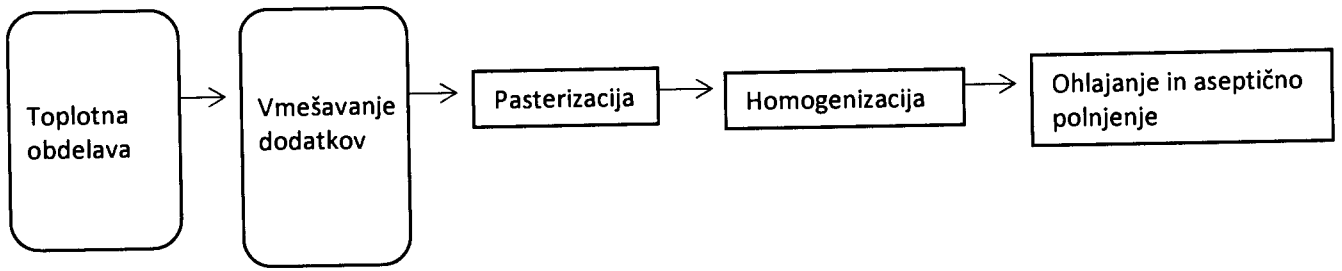 Toplotna
obdelava
Vmešavanje
dodatkov
Pasterizacija
Homogenizacija
Ohlajanje in aseptično
polnjenje